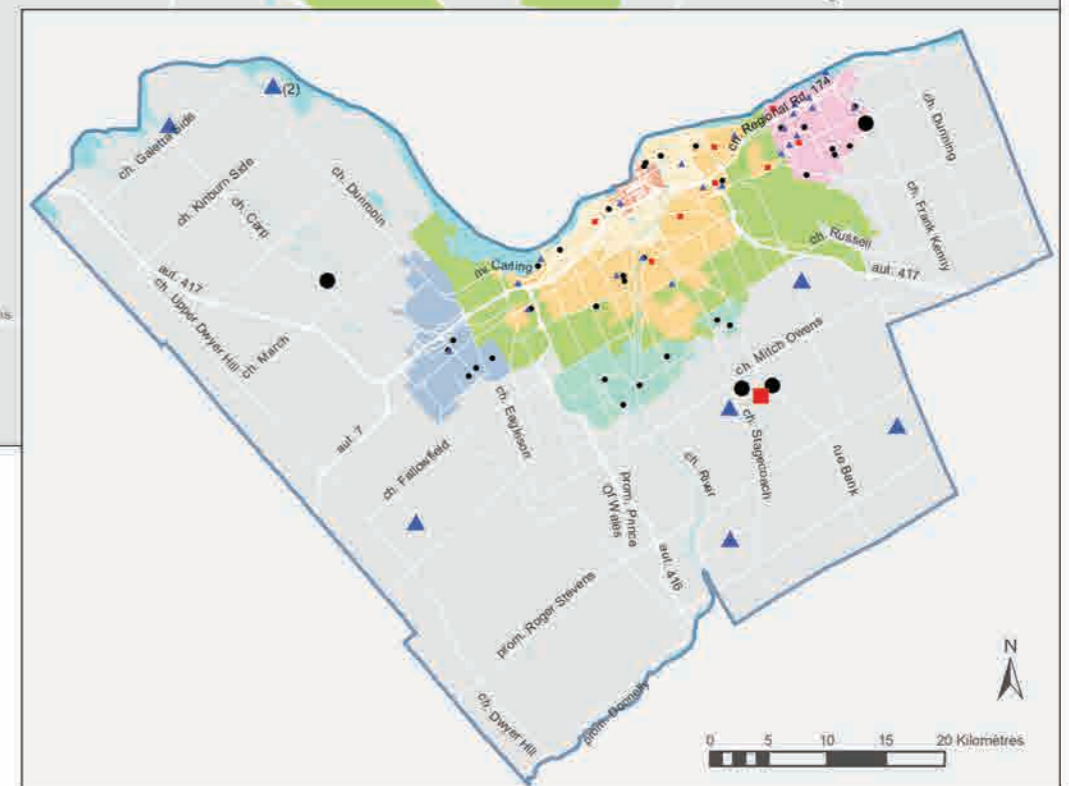 (2)
ch. Galetta Side
ch. Kinburn Side
ch. Carp
ch. Dunrobin
ch. Regional Rd. 174
ch. Dunning
ch. Frank Kenny
ch. Russell
aut. 417
av. Carling
aut. 417
ch. Upper Dwyer Hill
ch. March
aut. 7
ch. Eagleson
ch. Fallowfield
ch. Mitch Owens
ch. Stagecoach
rue Bank
ch. River
prom. Prince
Of Wales
aut. 416
prom. Roger Stevens
prom. Donnelly
ch. Dwyer Hill
N
0 5 10 15 20 Kilomètres